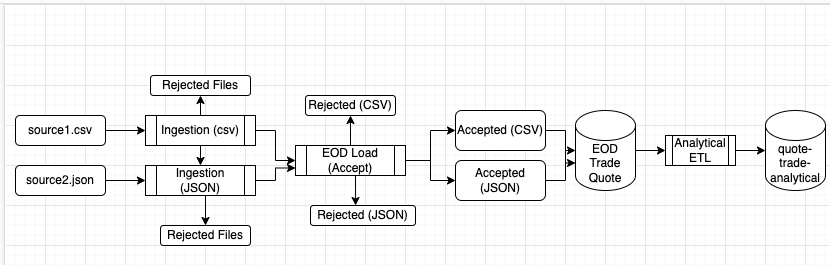 Rejected Files
Rejected (CSV)
source1.csv
Ingestion (csv)
Accepted (CSV)
EOD
Trade
Quote
Analytical
ETL
quote-
trade-
analytical
EOD Load
(Accept)
source2.json
Ingestion
(JSON)
Accepted
(JSON)
Rejected (JSON)
Rejected Files